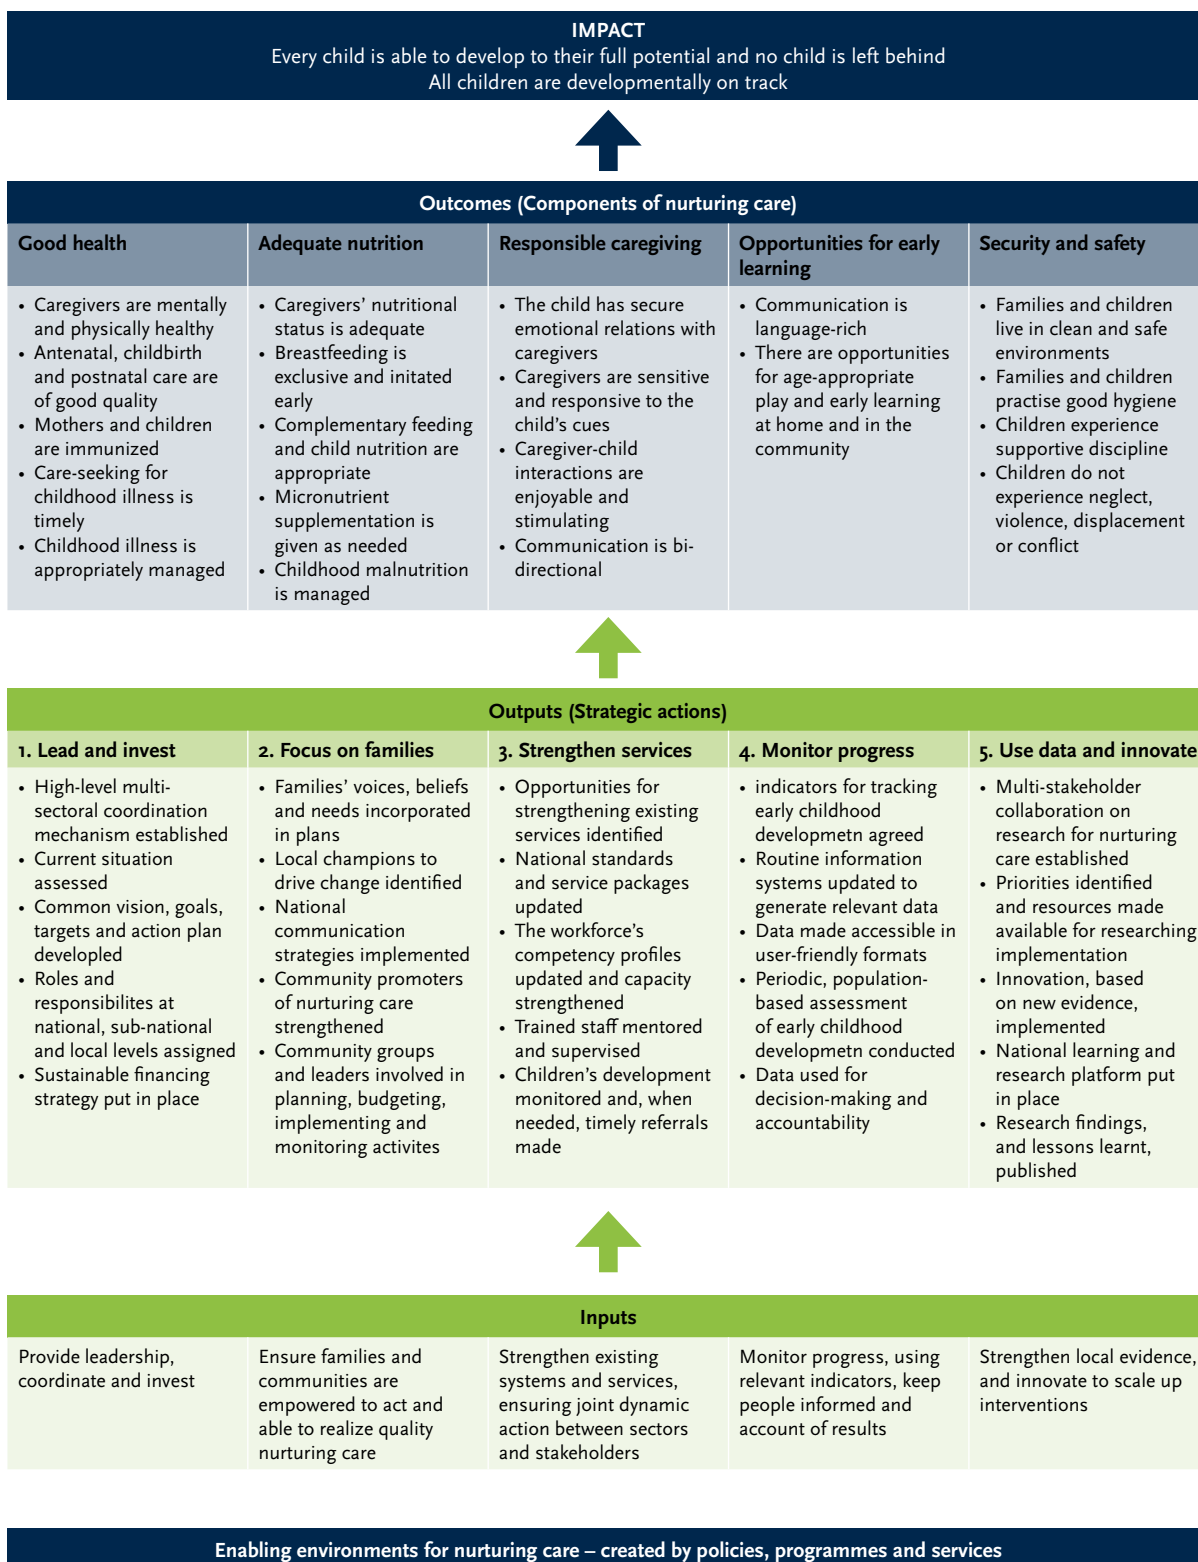 IMPACT
Every child is able to develop to their full potential and no child is left behind
All children are developmentally on track
Outcomes (Components of nurturing care)
Good health
• Caregivers are mentally
and physically healthy
• Antenatal, childbirth
and postnatal care are
of good quality
• Mothers and children
are immunized
• Care-seeking for
childhood illness is
timely
• Childhood illness is
appropriately managed
Adequate nutrition
• Caregivers' nutritional
status is adequate
• Breastfeeding is
exclusive and initated
early
• Complementary feeding
and child nutrition are
appropriate
• Micronutrient
supplementation is
given as needed
• Childhood malnutrition
is managed
Responsible caregiving
• The child has secure
emotional relations with
caregivers
• Caregivers are sensitive
and responsive to the
child's cues
• Caregiver-child
interactions are
enjoyable and
stimulating
• Communication is bi-
directional
Opportunities for early
learning
• Communication is
language-rich
• There are opportunities
for age-appropriate
play and early learning
at home and in the
community
Security and safety
• Families and children
live in clean and safe
environments
• Families and children
practise good hygiene
• Children experience
supportive discipline
• Children do not
experience neglect,
violence, displacement
or conflict
Outputs (Strategic actions)
1. Lead and invest
• High-level multi-
sectoral coordination
mechanism established
• Current situation
assessed
• Common vision, goals,
targets and action plan
developled
• Roles and
responsibilites at
national, sub-national
and local levels assigned
• Sustainable financing
strategy put in place
2. Focus on families
• Families' voices, beliefs
and needs incorporated
in plans
• Local champions to
drive change identified
• National
communication
strategies implemented
• Community promoters
of nurturing care
strengthened
• Community groups
and leaders involved in
planning, budgeting,
implementing and
monitoring activites
3. Strengthen services
• Opportunities for
strengthening existing
services identified
• National standards
and service packages
updated
• The workforce's
competency profiles
updated and capacity
strengthened
• Trained staff mentored
and supervised
• Children's development
monitored and, when
needed, timely referrals
made
4. Monitor progress
• indicators for tracking
early childhood
developmetn agreed
• Routine information
systems updated to
generate relevant data
• Data made accessible in
user-friendly formats
• Periodic, population-
based assessment
of early childhood
developmetn conducted
• Data used for
decision-making and
accountability
5. Use data and innovate
• Multi-stakeholder
collaboration on
research for nurturing
care established
• Priorities identified
and resources made
available for researching
implementation
• Innovation, based
on new evidence,
implemented
• National learning and
research platform put
in place
• Research findings,
and lessons learnt,
published
Inputs
Provide leadership,
coordinate and invest
Ensure families and
communities are
empowered to act and
able to realize quality
nurturing care
Strengthen existing
systems and services,
ensuring joint dynamic
action between sectors
and stakeholders
Monitor progress, using
relevant indicators, keep
people informed and
account of results
Strengthen local evidence,
and innovate to scale up
interventions
Enabling environments for nurturing care – created by policies, programmes and services